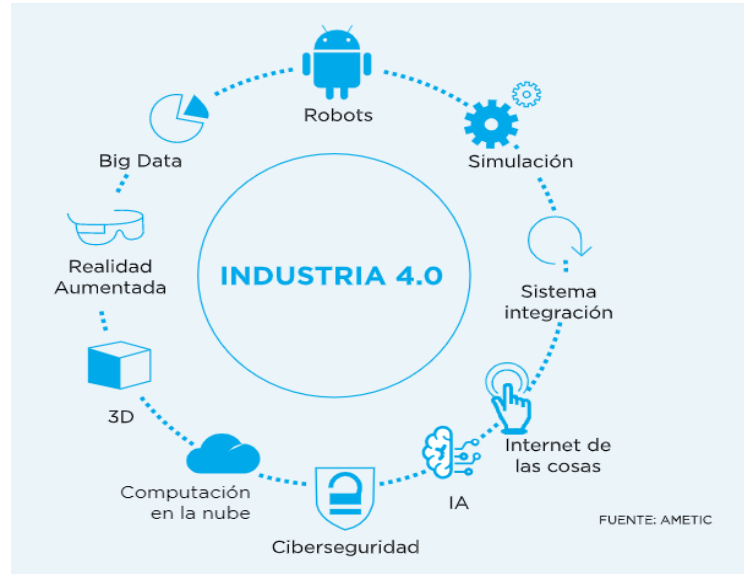 Robots
Simulación
Big Data
INDUSTRIA 4.0
Realidad
Aumentada
Sistema
integración
3D
Internet de
las cosas
IA
Computación
en la nube
Ciberseguridad
FUENTE: AMETIC